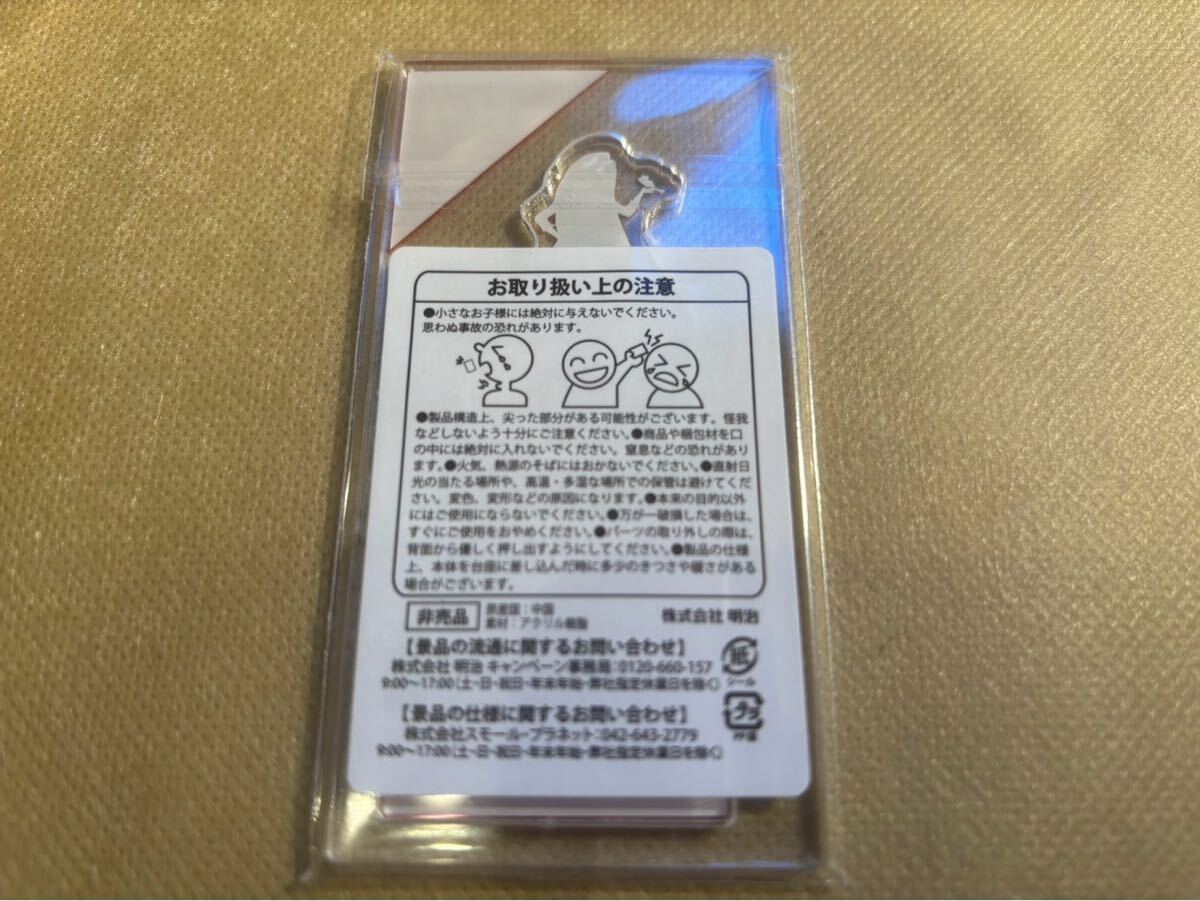 お取り扱い上の注意
●小さなお子様には絶対に与えないでください。
思わぬ事故の恐れがあります。
●製品構造上、尖った部分がある可能性がございます。怪我
などしないよう十分にご注意ください。●商品や梱包材を口
の中には絶対に入れないでください。窒息などの恐れがあり
ます。●火気、熱源のそばにはおかないでください。●直射日
光の当たる場所や、高温・多湿な場所での保管は避けてくだ
さい。変色、変形などの原因になります。●本来の目的以外
にはご使用にならないでください。●万が一破損した場合は、
すぐにご使用をおやめください。●パーツの取り外しの際は、
背面から優しく押し出すようにしてください。●製品の仕様
上、本体を台座に差し込んだ時に多少のきつさや緩さがある
場合がございます。
非売品
原産国：中国
素材：アクリル樹脂
株式会社 明治
【景品の流通に関するお問い合わせ】
株式会社 明治 キャンペーン事務局：0120-660-157
9:00～17:00（土・日・祝日・年末年始・弊社指定休業日を除く）
紙
シール
【景品の仕様に関するお問い合わせ】
株式会社スモール・プラネット：042-643-2779
9:00～17:00（土・日・祝日・年末年始・弊社指定休業日を除く）
プラ
PP袋